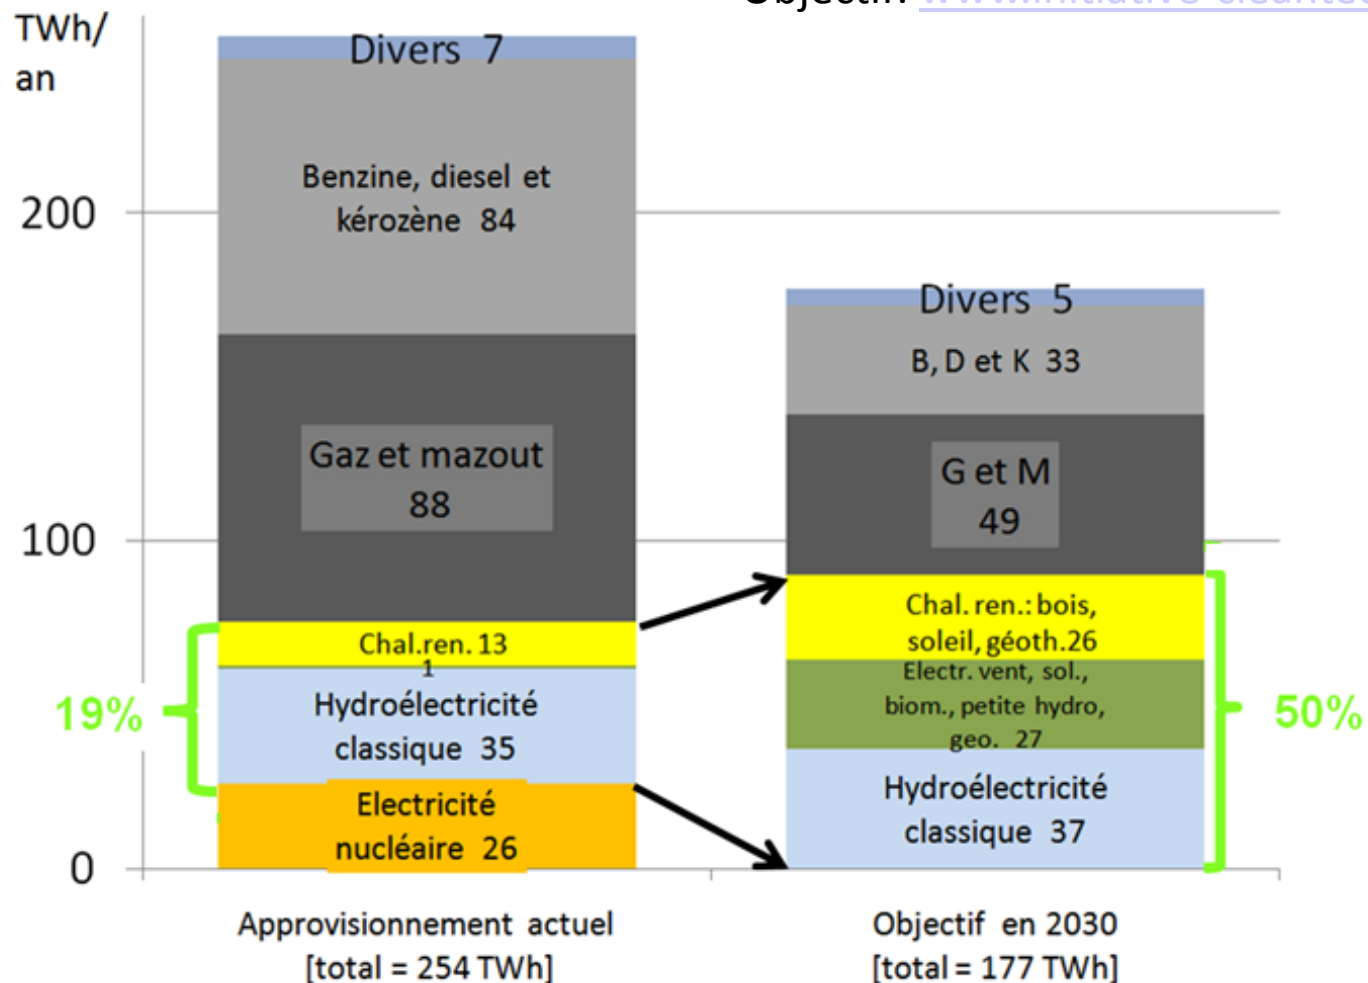 TWh/
an
Divers 7
Benzine, diesel et
kérozène 84
200
Divers 5
B, D et K 33
Gaz et mazout
88
G et M
49
100
Chal.ren. 13
1
Chal. ren.: bois,
soleil, géoth.26
Electr. vent, sol.,
biom., petite hydro,
geo. 27
19%
Hydroélectricité
classique 35
50%
Electricité
nucléaire 26
Hydroélectricité
classique 37
0
Approvisionnement actuel
[total = 254 TWh]
Objectif en 2030
[total = 177 TWh]